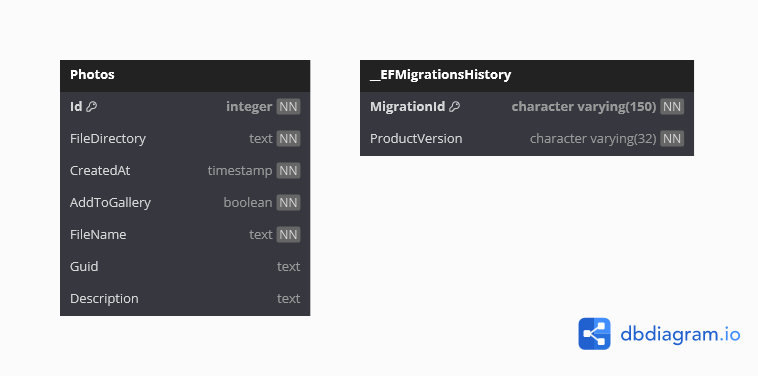 Photos
Id integer NN
FileDirectory text NN
CreatedAt timestamp NN
AddToGallery boolean NN
FileName text NN
Guid text
Description text
__EFMigrationsHistory
MigrationId character varying(150) NN
ProductVersion character varying(32) NN
dbdiagram.io